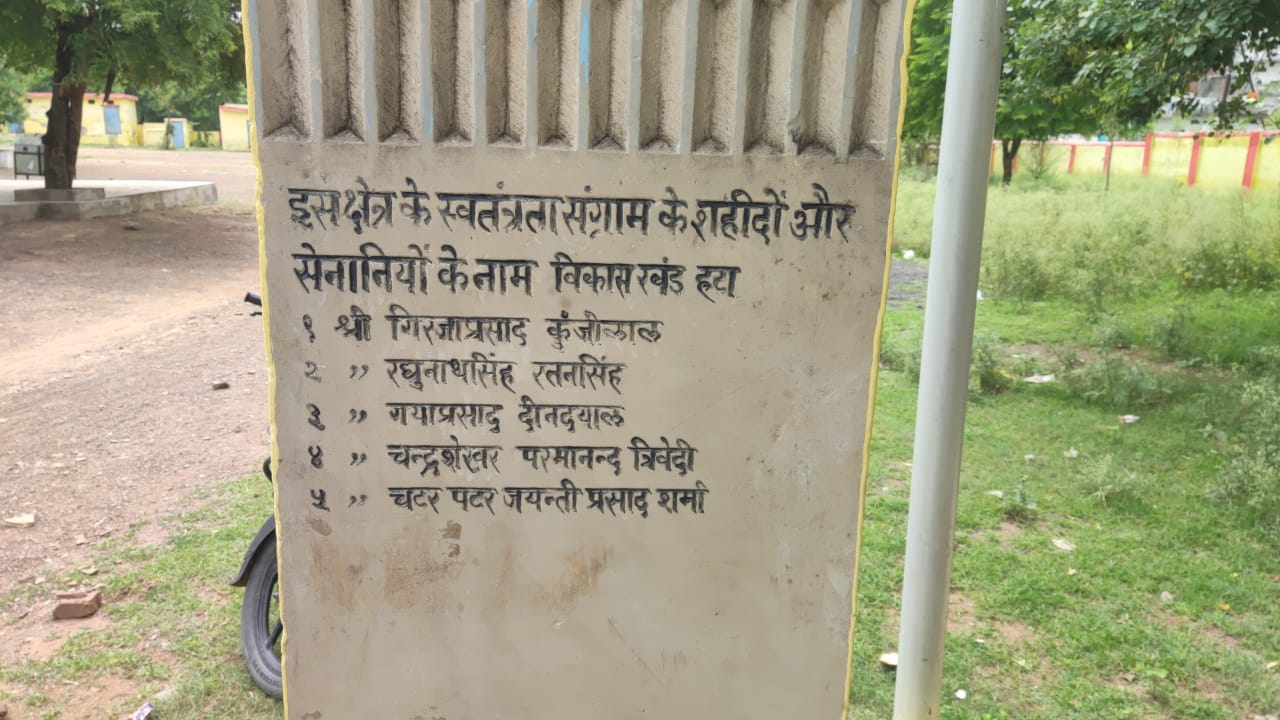 इस क्षेत्र के स्वतंत्रता संग्राम के शहीदों और
सेनानियों के नाम विकास खंड हटा
१ श्री गिरजाप्रसाद कुंजीलाल
२ ,, रघुनाथसिंह रतनसिंह
३ ,, गयाप्रसाद दीनदयाल
४ ,, चन्द्रशेखर परमानन्द त्रिवेदी
५ ,, चटर पटर जयन्ती प्रसाद शर्मा